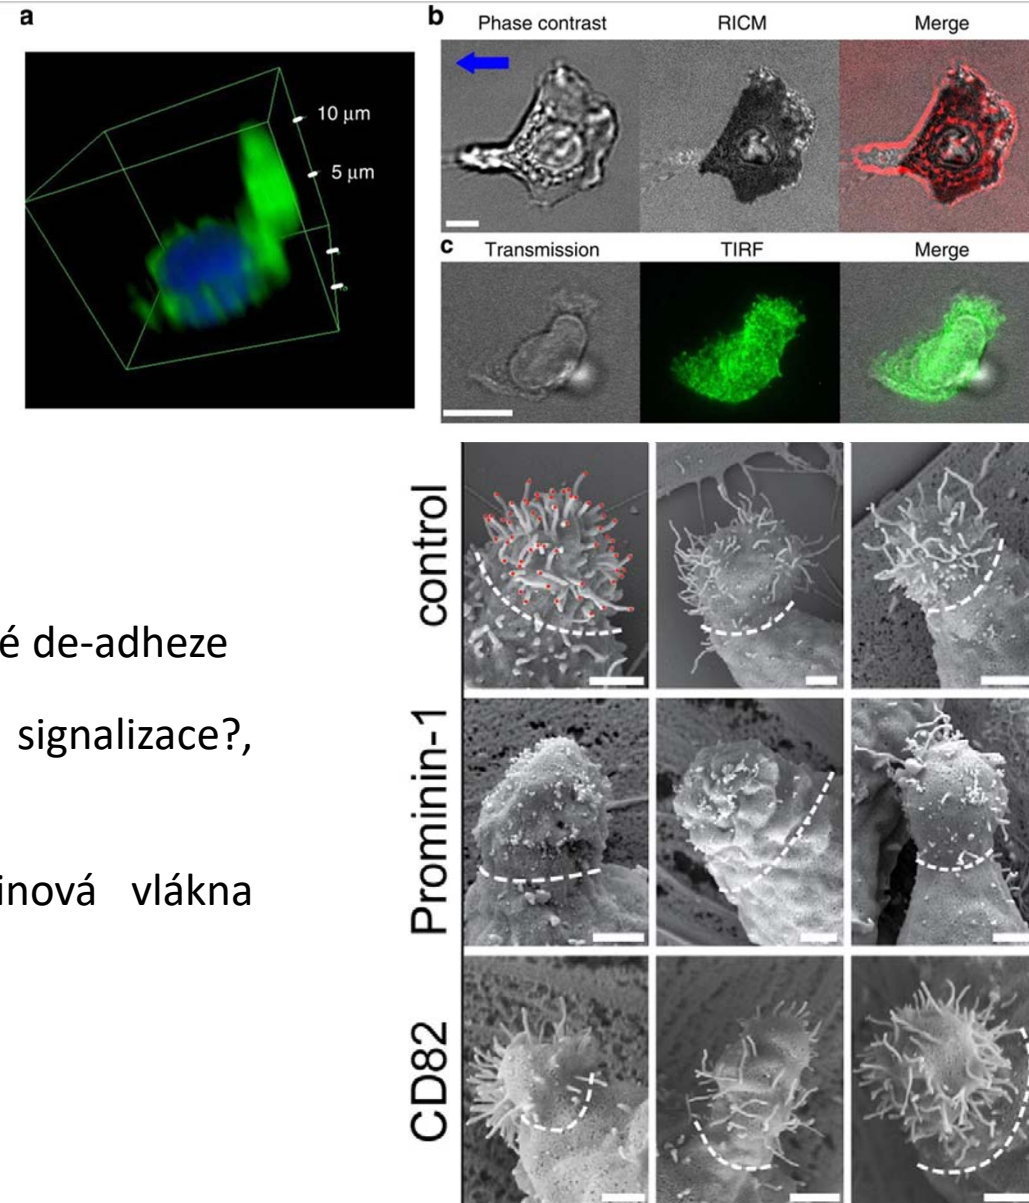 a
10 μm
5 μm
b
Phase contrast RICM Merge
c
Transmission TIRF Merge
é de-adheze
signalizace?,
inová vlákna
control
Prominin-1
CD82